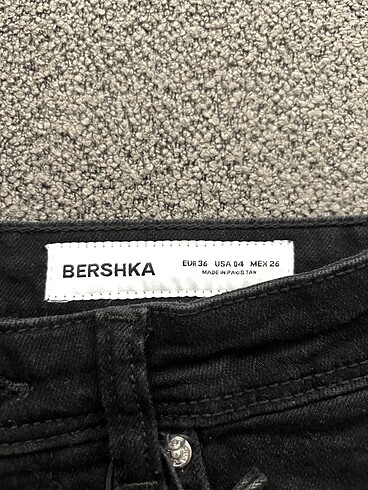 BERSHKA
EUR 36 USA 04 MEX 26
MADE IN PAKISTAN